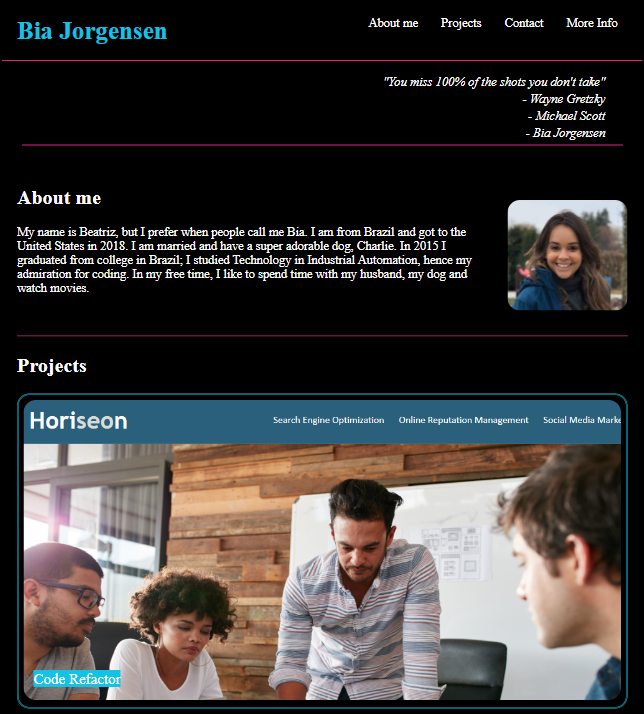 Bia Jorgensen
About me Projects Contact More Info
"You miss 100% of the shots you don't take"
- Wayne Gretzky
- Michael Scott
- Bia Jorgensen
About me
My name is Beatriz, but I prefer when people call me Bia. I am from Brazil and got to the
United States in 2018. I am married and have a super adorable dog, Charlie. In 2015 I
graduated from college in Brazil; I studied Technology in Industrial Automation, hence my
admiration for coding. In my free time, I like to spend time with my husband, my dog and
watch movies.
Projects
Horiseon
Search Engine Optimization Online Reputation Management Social Media Marke
Code Refactor